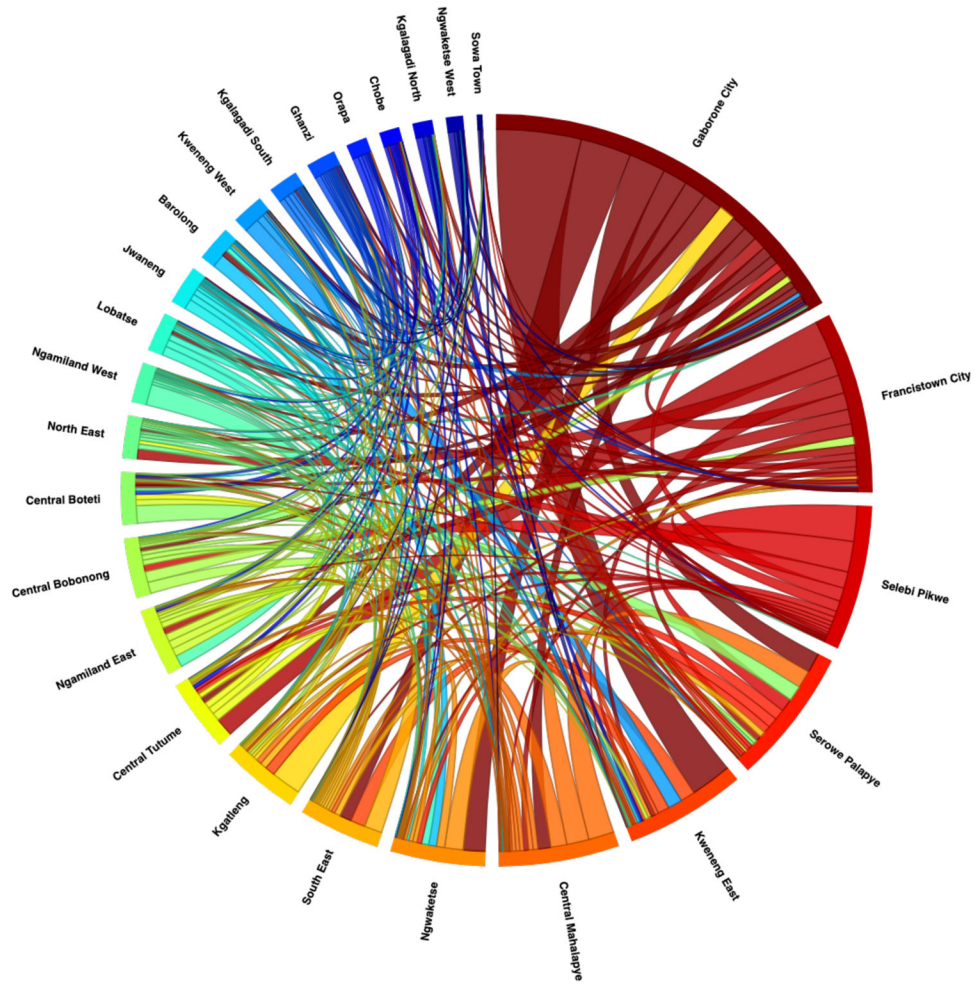 Gaborone City
Francistown City
Selebi Pikwe
Serowe Palapye
Kweneng East
Central Mahalapye
Ngwaketse
South East
Kgatleng
Central Tutume
Ngamiland East
Central Bobonong
Central Boteti
North East
Ngamiland West
Lobatse
Jwaneng
Barolong
Kweneng West
Kgalagadi South
Ghanzi
Orapa
Chobe
Kgalagadi North
Ngwaketse West
Sowa Town